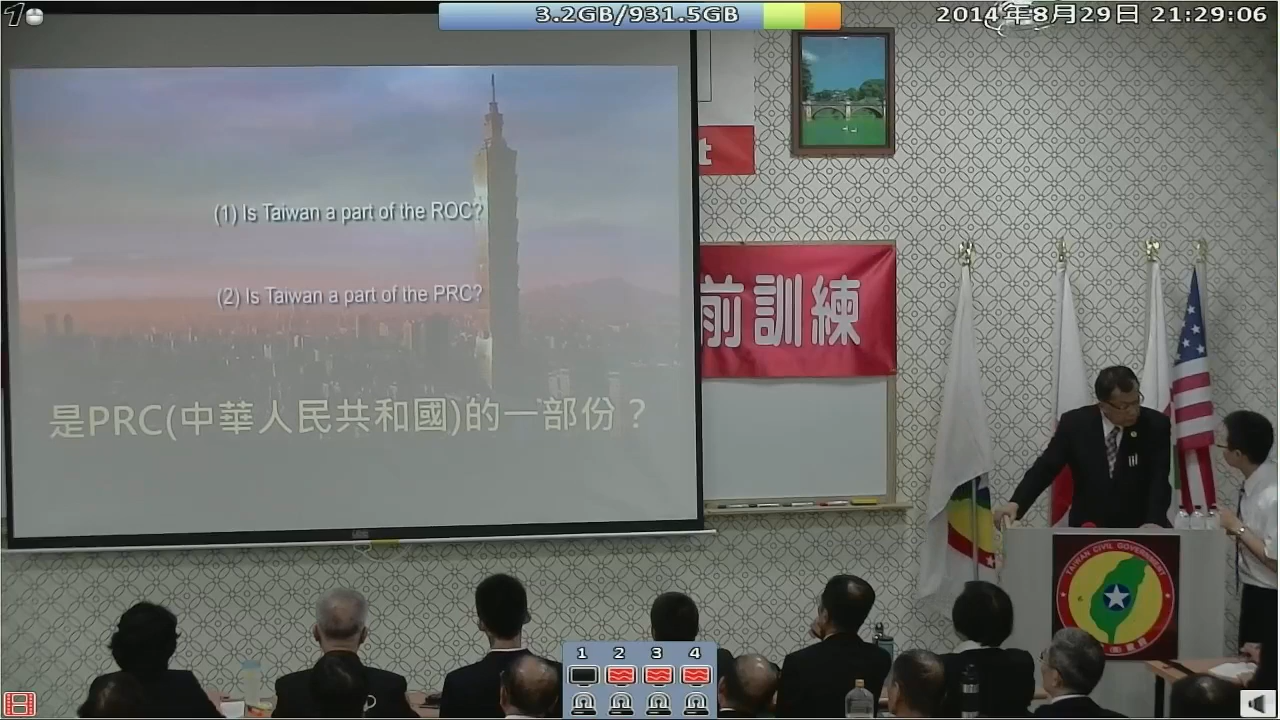 3.2GB/931.5GB
2014年8月29日 21:29:06
(1) Is Taiwan a part of the ROC?
(2) Is Taiwan a part of the PRC?
是PRC(中華人民共和國)的一部份？
t
前訓練
TAIWAN CIVIL GOVERNMENT
1 2 3 4